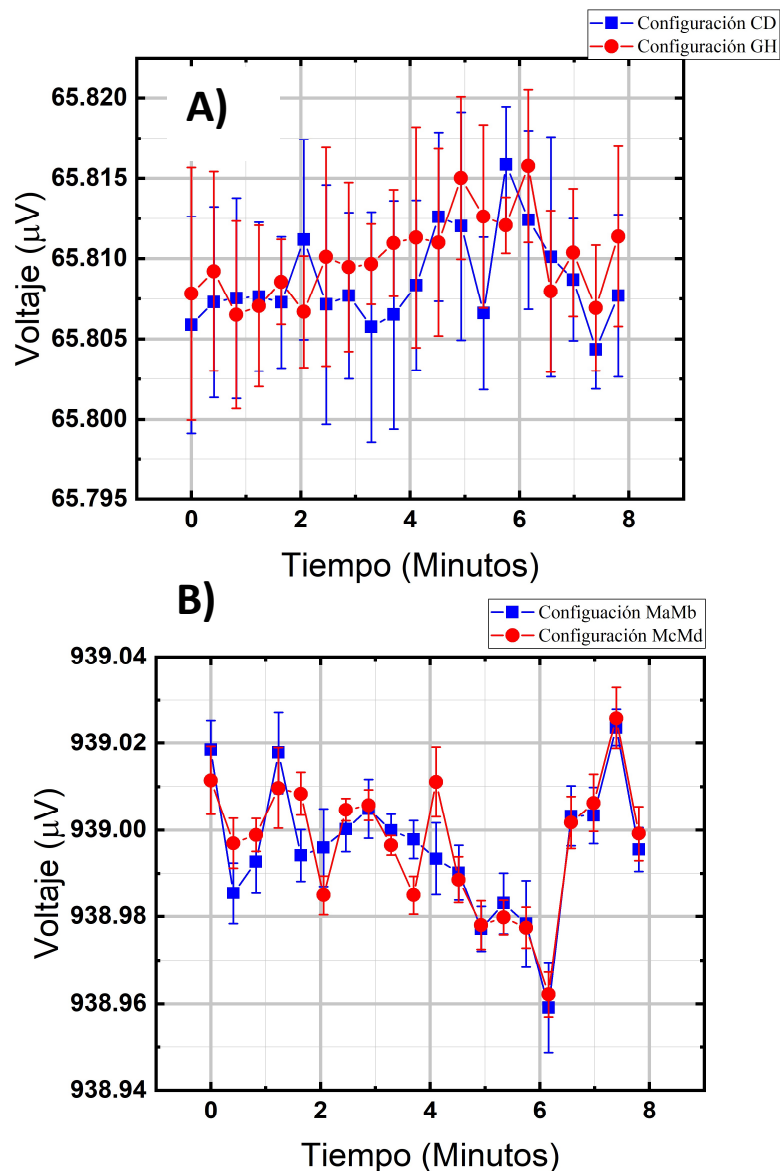 Configuración CD
Configuración GH
A)
65.820
65.815
65.810
65.805
65.800
65.795
Voltaje (μV)
0 2 4 6 8
Tiempo (Minutos)
B)
Configuación MaMb
Configuración McMd
939.04
939.02
939.00
938.98
938.96
938.94
Voltaje (μV)
0 2 4 6 8
Tiempo (Minutos)